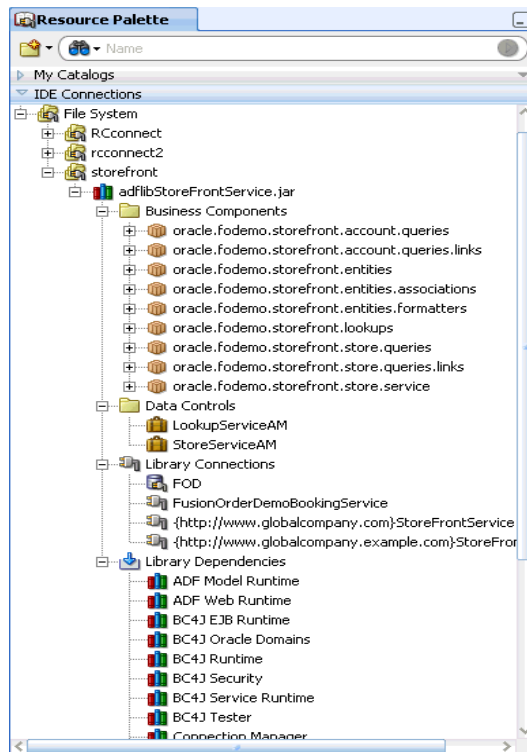 Resource Palette
Name
My Catalogs
IDE Connections
File System
RCconnect
rcconnect2
storefront
adflibStoreFrontService.jar
Business Components
oracle.fodemo.storefront.account.queries
oracle.fodemo.storefront.account.queries.links
oracle.fodemo.storefront.entities
oracle.fodemo.storefront.entities.associations
oracle.fodemo.storefront.entities.formatters
oracle.fodemo.storefront.lookups
oracle.fodemo.storefront.store.queries
oracle.fodemo.storefront.store.queries.links
oracle.fodemo.storefront.store.service
Data Controls
LookupServiceAM
StoreServiceAM
Library Connections
FOD
FusionOrderDemoBookingService
{http://www.globalcompany.com}StoreFrontService
{http://www.globalcompany.example.com}StoreFron
Library Dependencies
ADF Model Runtime
ADF Web Runtime
BC4J EJB Runtime
BC4J Oracle Domains
BC4J Runtime
BC4J Security
BC4J Service Runtime
BC4J Tester
Connection Manager